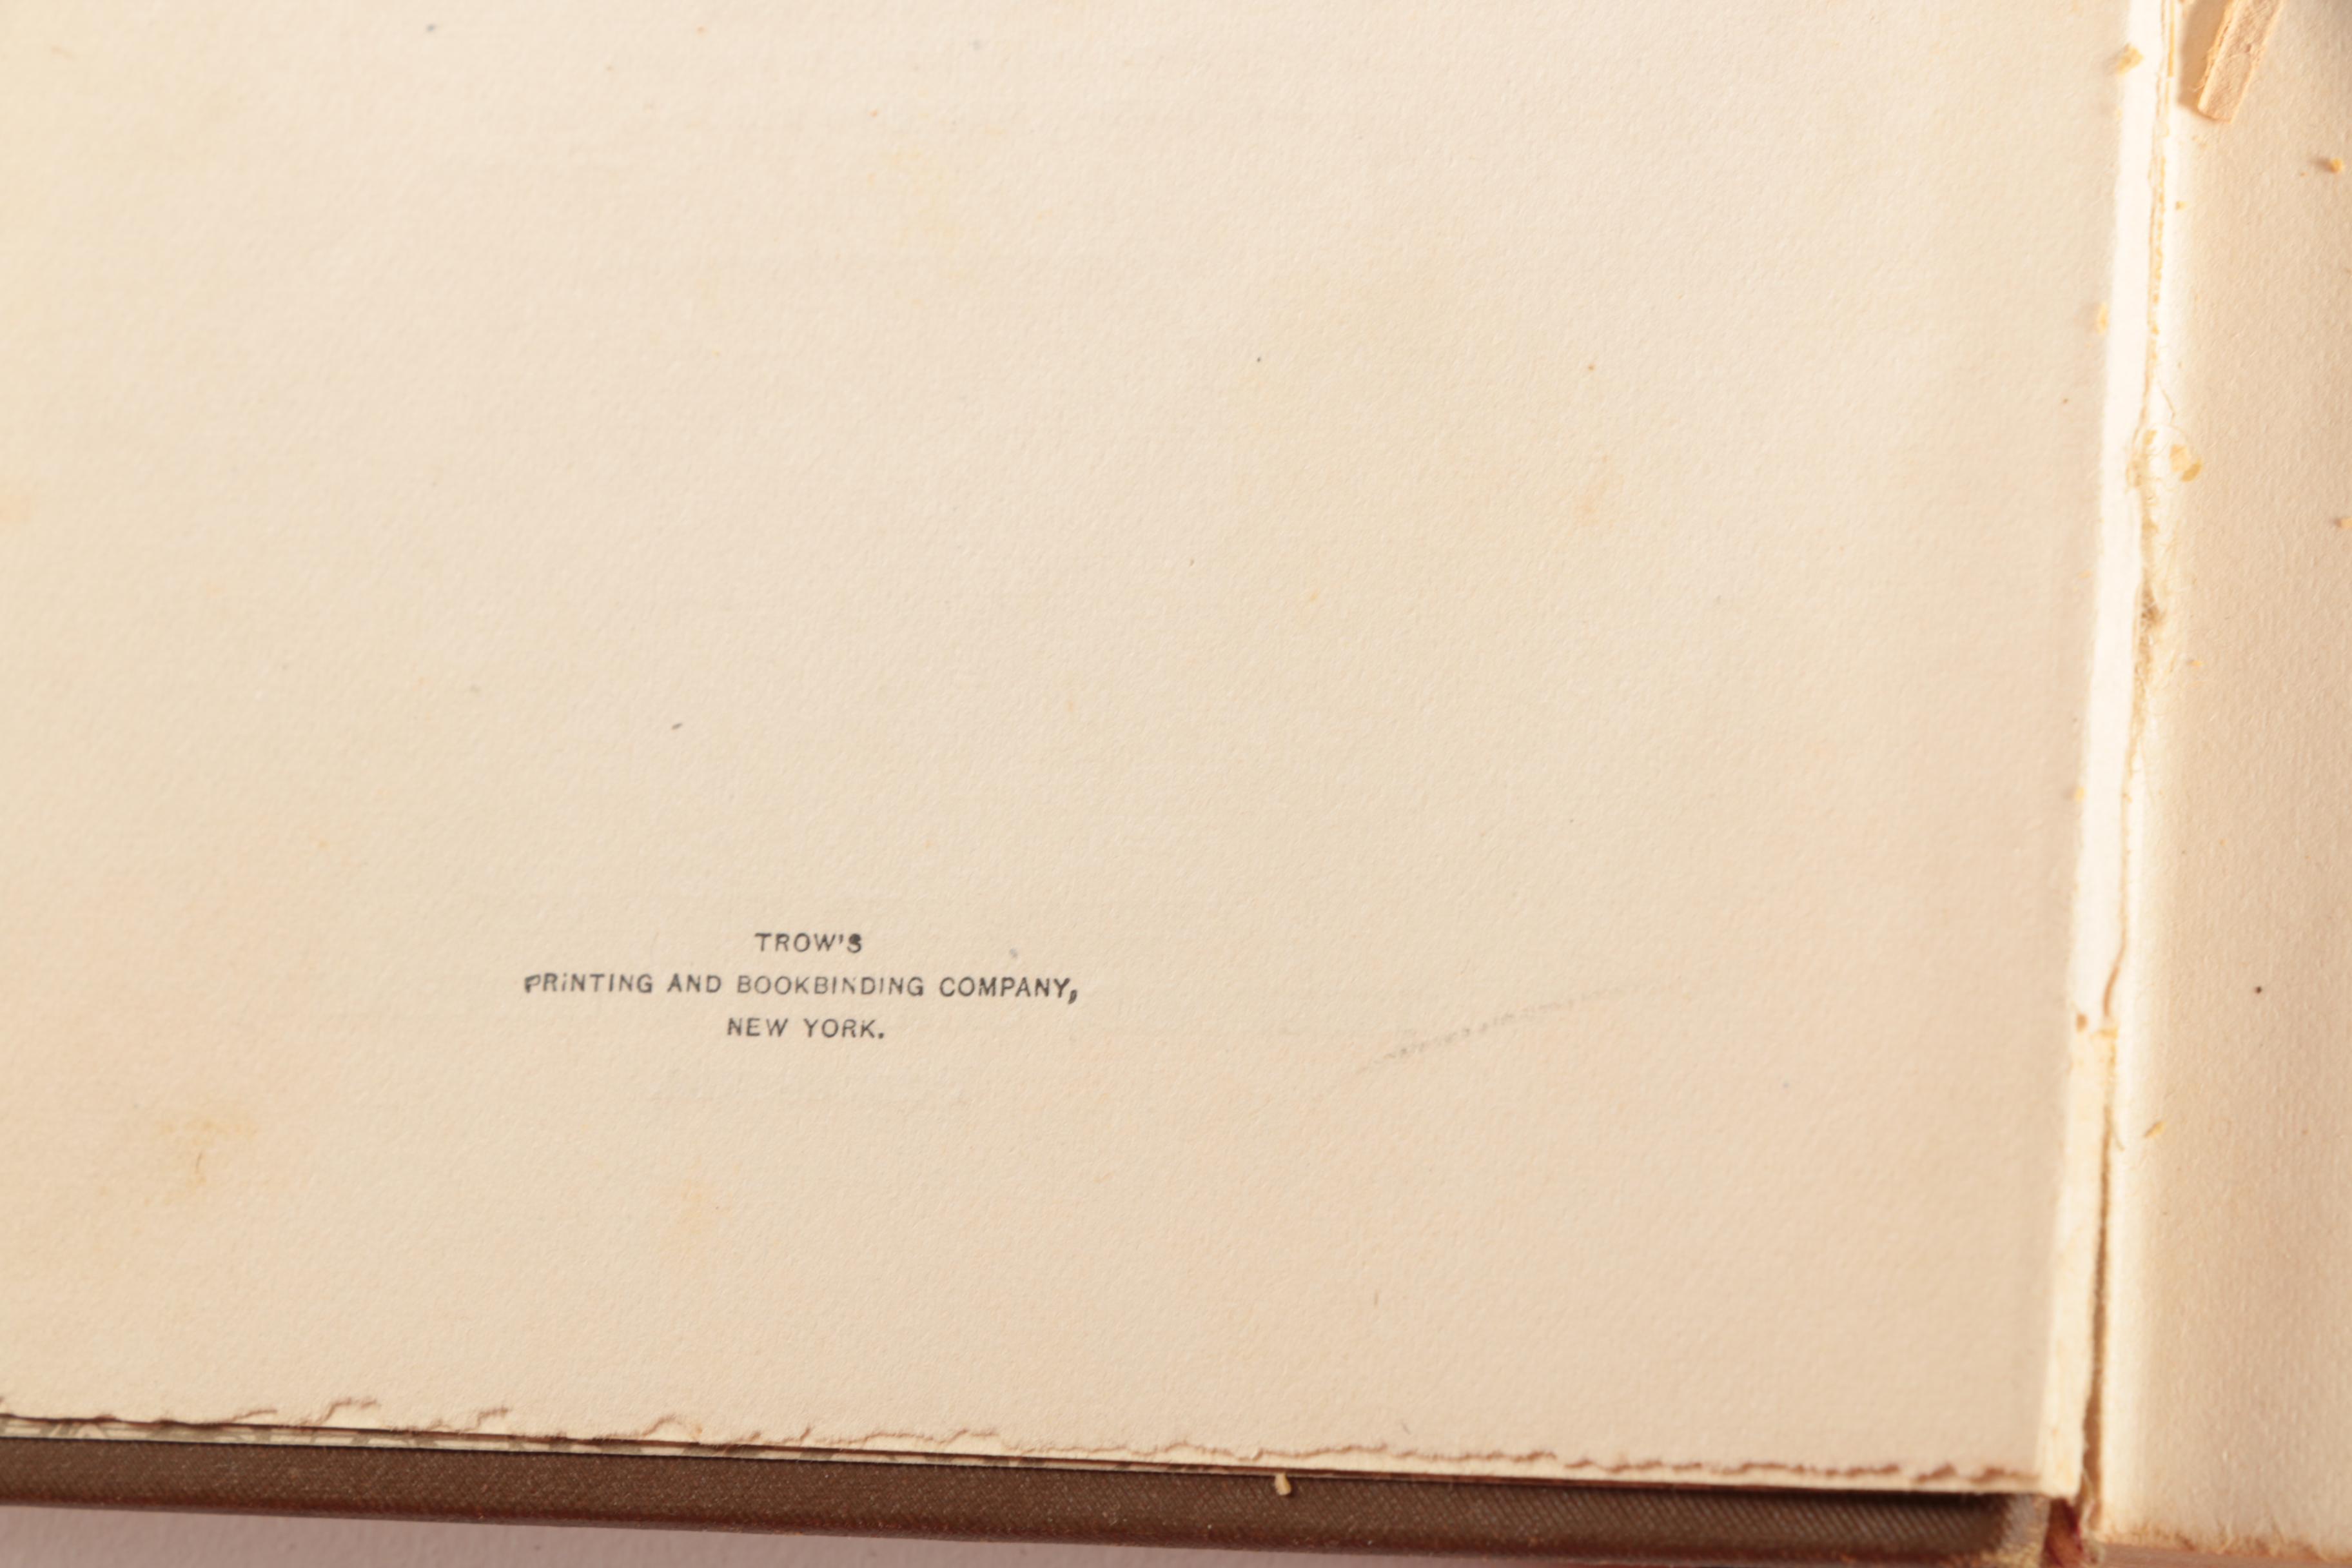 TROW'S
PRINTING AND BOOKBINDING COMPANY,
NEW YORK.